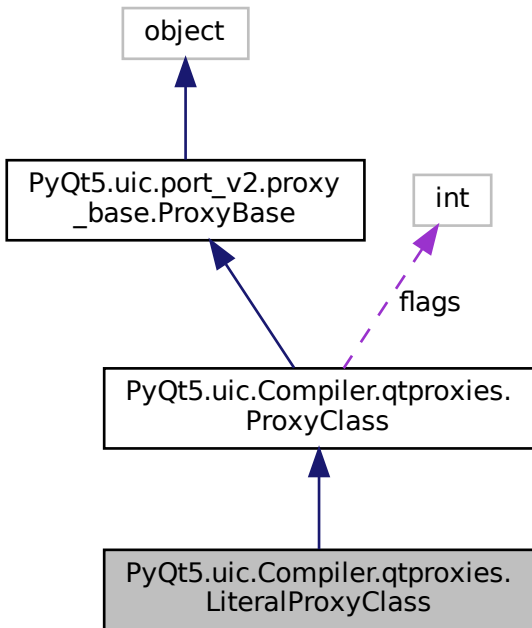 object
PyQt5.uic.port_v2.proxy
_base.ProxyBase
int
flags
PyQt5.uic.Compiler.qtproxies.
ProxyClass
PyQt5.uic.Compiler.qtproxies.
LiteralProxyClass